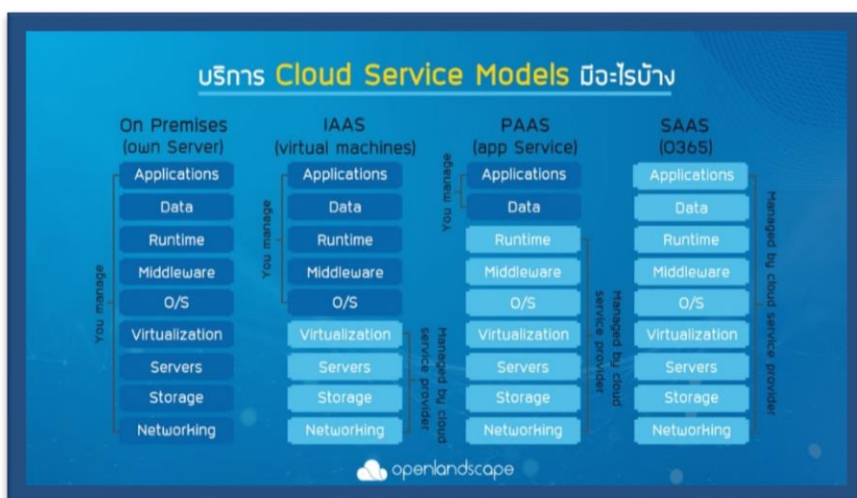 บริการ Cloud Service Models มีอะไรบ้าง
On Premises
(own Server)
You manage
Applications
Data
Runtime
Middleware
O/S
Virtualization
Servers
Storage
Networking
IAAS
(virtual machines)
You manage
Applications
Data
Runtime
Middleware
O/S
Virtualization
Servers
Storage
Networking
Managed by cloud
service provider
PAAS
(app Service)
You manage
Applications
Data
Runtime
Middleware
O/S
Virtualization
Servers
Storage
Networking
Managed by cloud
service provider
SAAS
(O365)
Applications
Data
Runtime
Middleware
O/S
Virtualization
Servers
Storage
Networking
Managed by cloud service provider
openlandscape